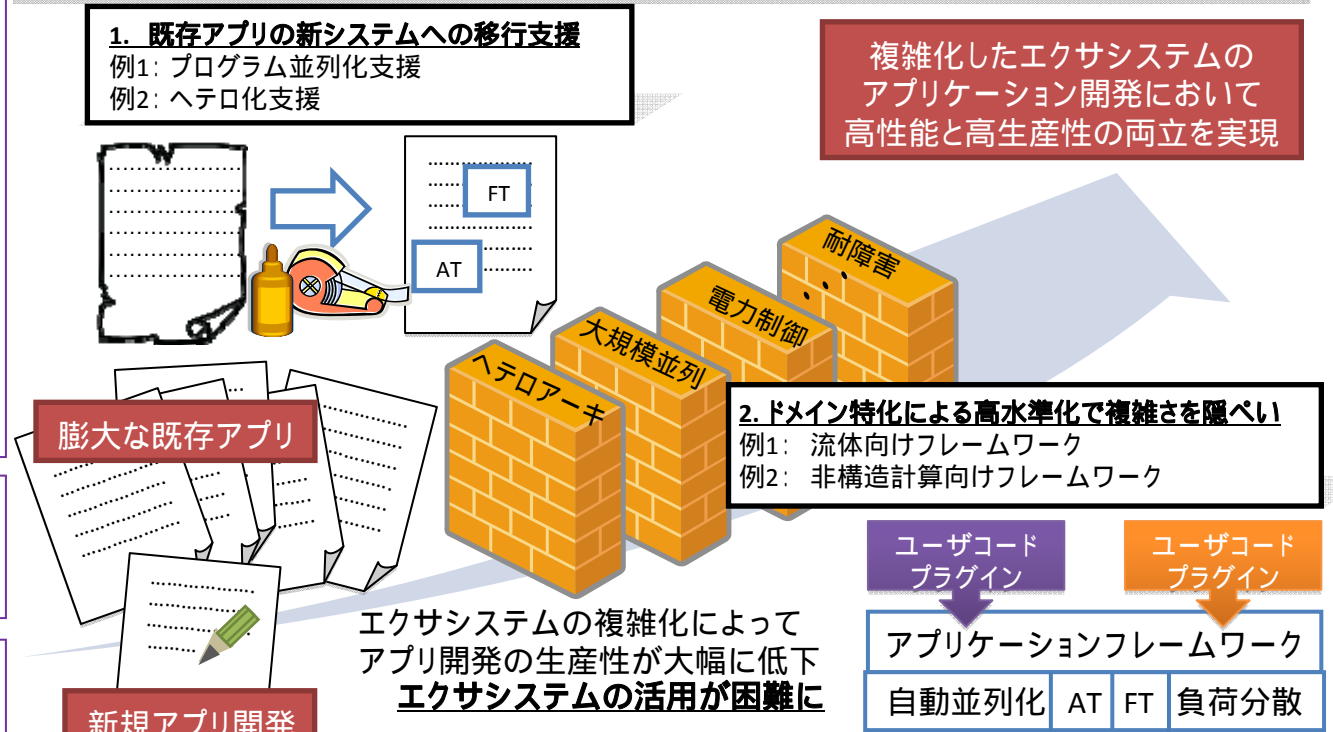 1. 既存アプリの新システムへの移行支援
例1: プログラム並列化支援
例2: ヘテロ化支援
複雑化したエクサシステムの
アプリケーション開発において
高性能と高生産性の両立を実現
FT
AT
耐障害
電力制御
大規模並列
ヘテロアーキ
膨大な既存アプリ
2. ドメイン特化による高水準化で複雑さを隠ぺい
例1: 流体向けフレームワーク
例2: 非構造計算向けフレームワーク
ユーザコード
プラグイン
ユーザコード
プラグイン
エクサシステムの複雑化によって
アプリ開発の生産性が大幅に低下
エクサシステムの活用が困難に
アプリケーションフレームワーク
自動並列化 AT FT 負荷分散
新規アプリ開発